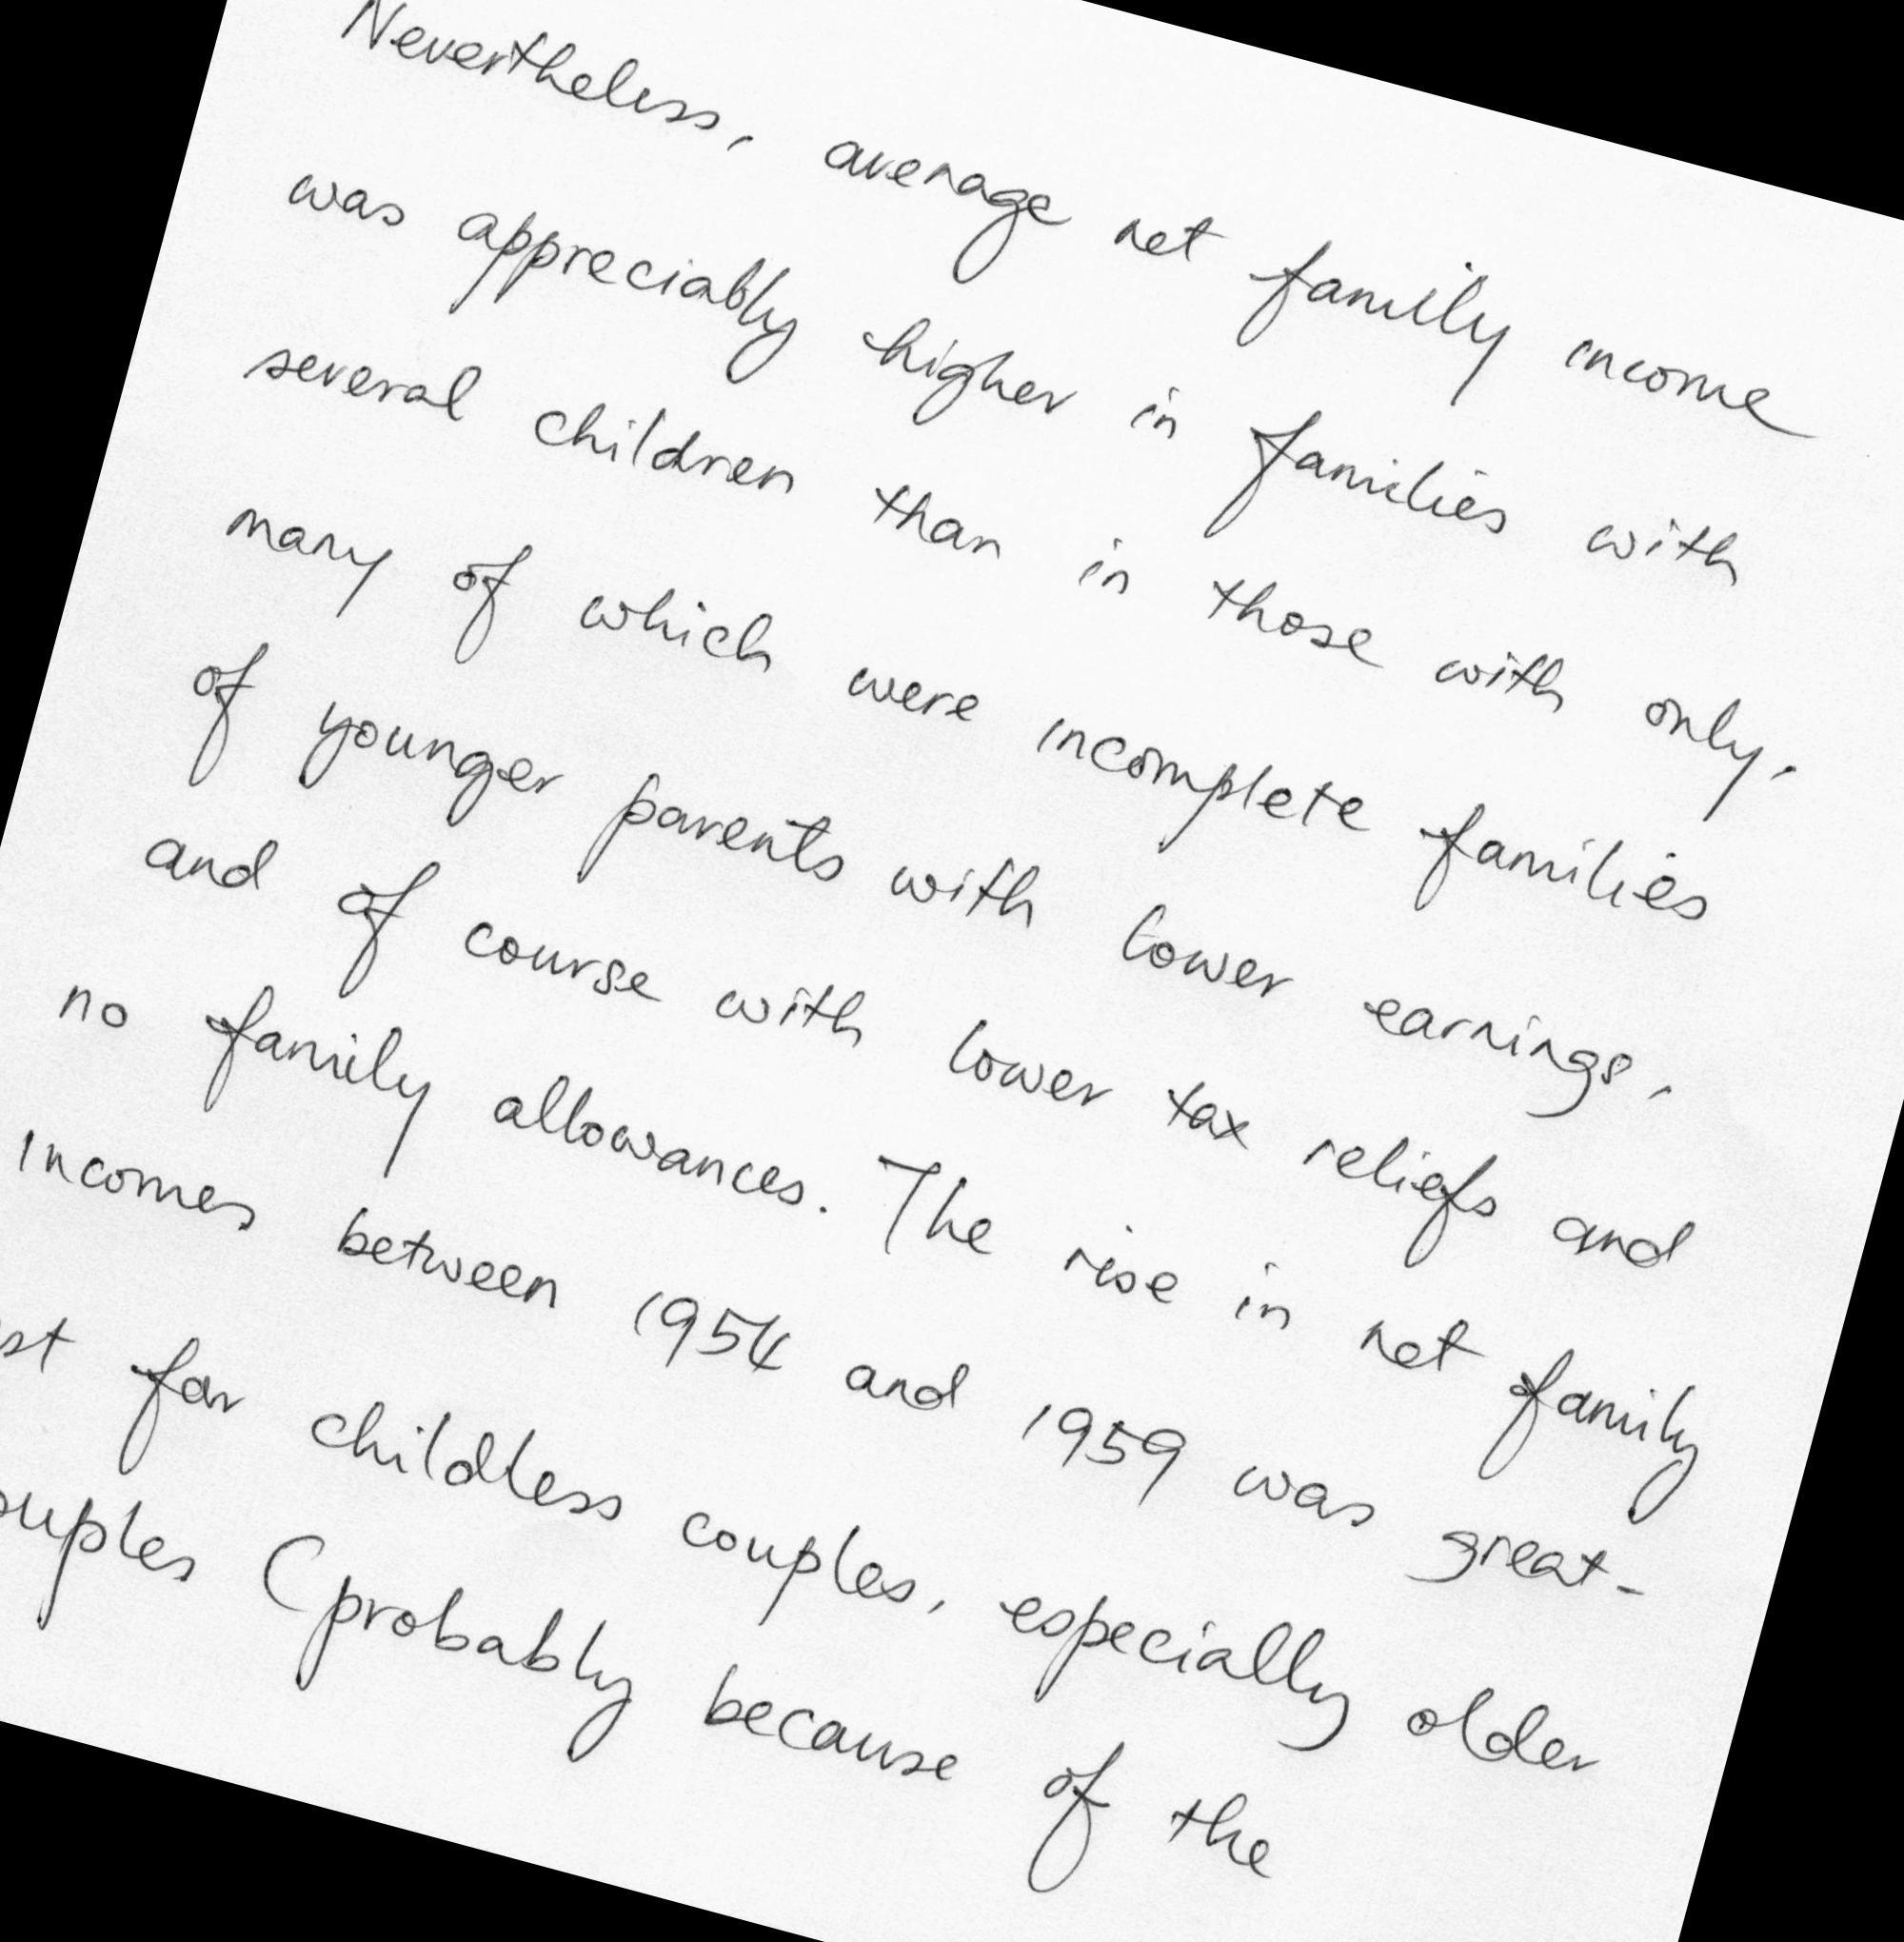 Nevertheless, average net family income
was appreciably higher in families with
several children than in those with only,
many of which were incomplete families
of younger parents with lower earnings,
and of course with lower tax reliefs and
no family allowances. The rise in net family
incomes between 1954 and 1959 was great-
st for childless couples, especially older
ouples (probably because of the